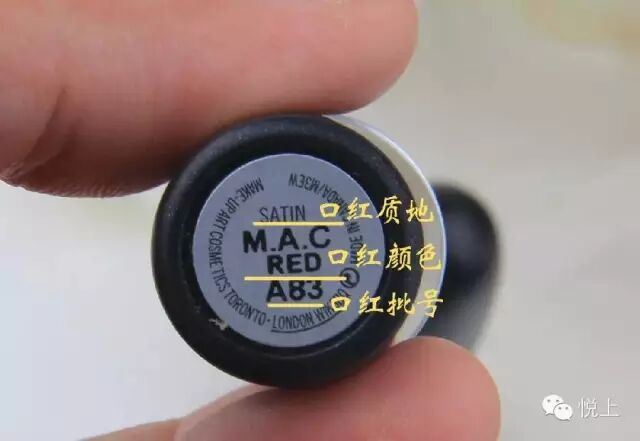 SATIN 口红质地
M.A.C
RED 口红颜色
A83 口红批号
MAKE-UP ART COSMETICS TORONTO · LONDON
悦上